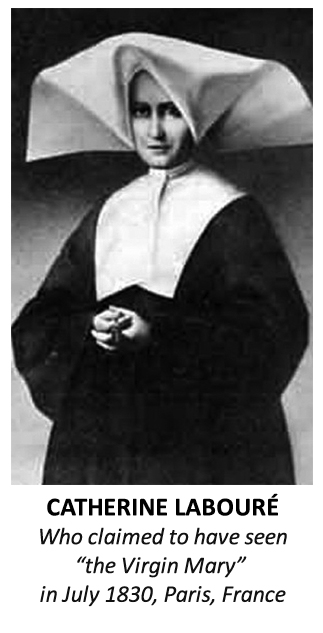 CATHERINE LABOURÉ
Who claimed to have seen
“the Virgin Mary”
in July 1830, Paris, France